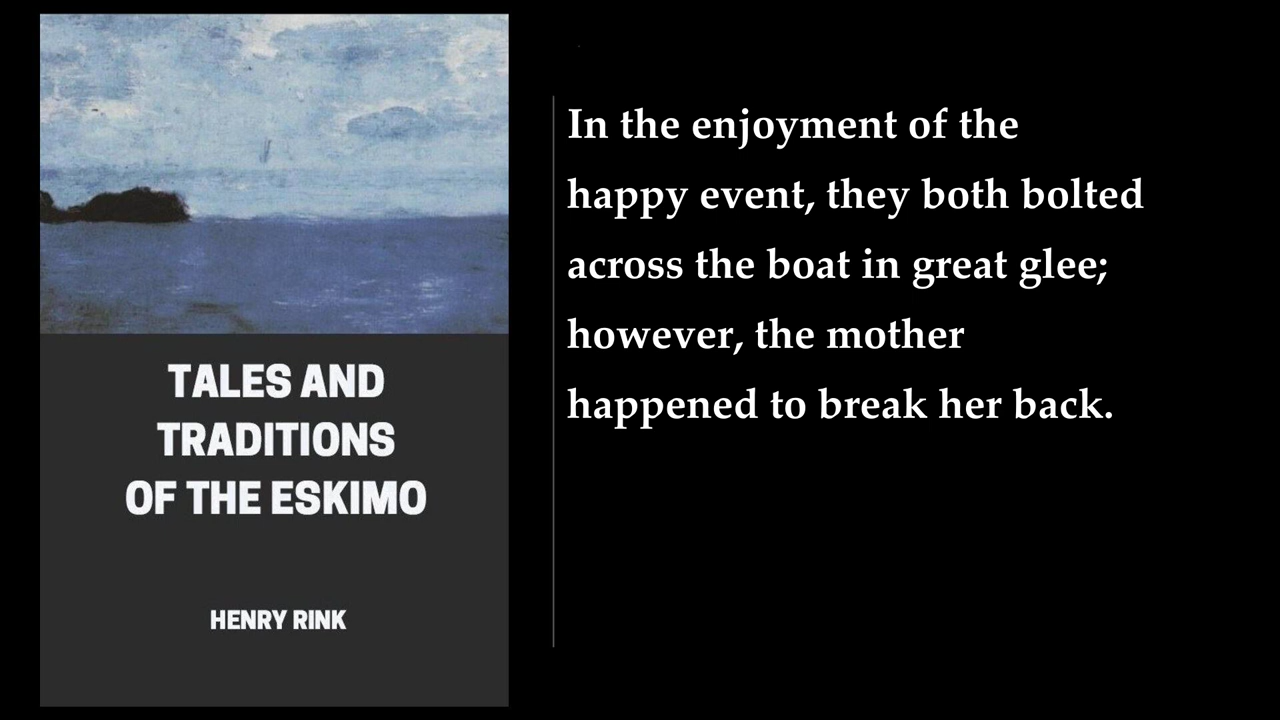 TALES AND
TRADITIONS
OF THE ESKIMO
HENRY RINK
In the enjoyment of the
happy event, they both bolted
across the boat in great glee;
however, the mother
happened to break her back.